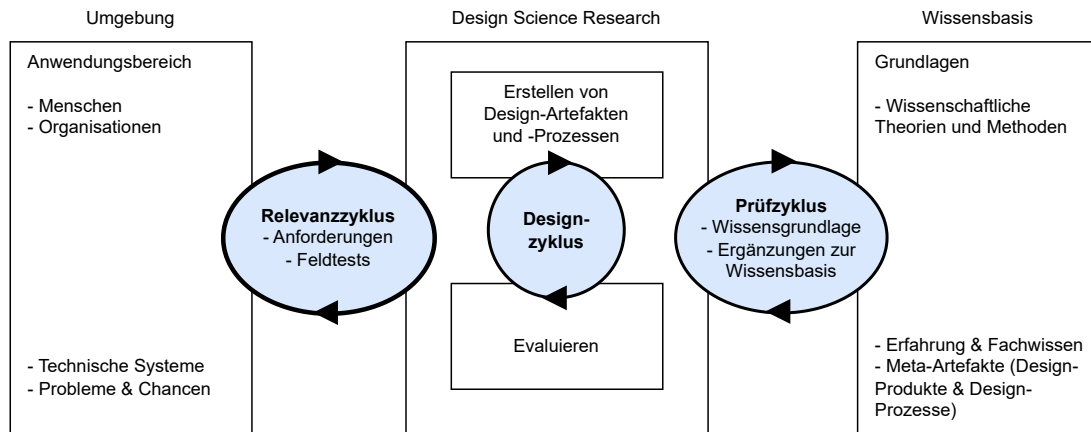 Umgebung
Design Science Research
Wissensbasis
Anwendungsbereich
- Menschen
- Organisationen
- Technische Systeme
- Probleme & Chancen
Relevanzzyklus
- Anforderungen
- Feldtests
Erstellen von
Design-Artefakten
und -Prozessen
Design-
zyklus
Evaluieren
Prüfzyklus
- Wissensgrundlage
- Ergänzungen zur
Wissensbasis
Grundlagen
- Wissenschaftliche
Theorien und Methoden
- Erfahrung & Fachwissen
- Meta-Artefakte (Design-
Produkte & Design-
Prozesse)